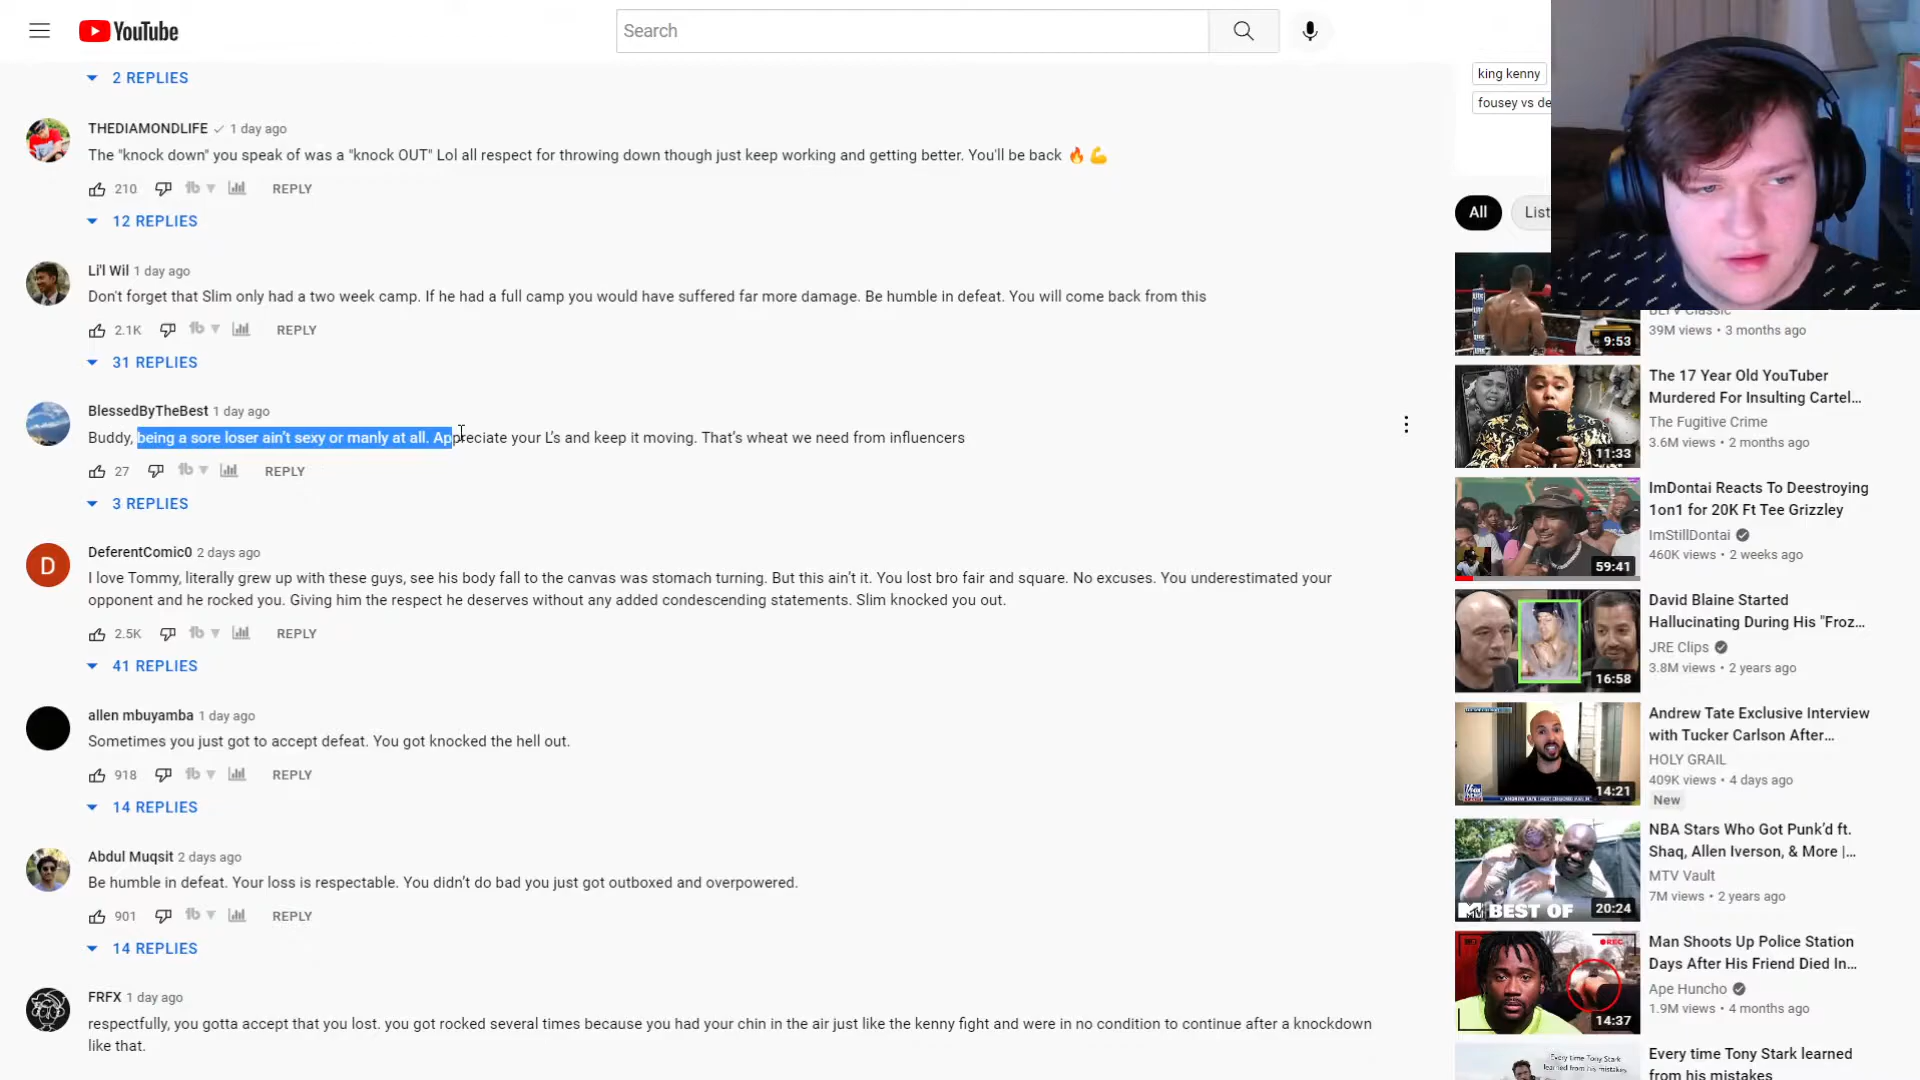 YouTube
Search
2 REPLIES
THEDIAMONDLIFE 1 day ago
The "knock down" you speak of was a "knock OUT" Lol all respect for throwing down though just keep working and getting better. You'll be back 🔥 💪
210 REPLY
12 REPLIES
Li'l Wil 1 day ago
Don't forget that Slim only had a two week camp. If he had a full camp you would have suffered far more damage. Be humble in defeat. You will come back from this
2.1K REPLY
31 REPLIES
BlessedByTheBest 1 day ago
Buddy, being a sore loser ain't sexy or manly at all. Appreciate your L's and keep it moving. That's wheat we need from influencers
27 REPLY
3 REPLIES
D
DeferentComic0 2 days ago
I love Tommy, literally grew up with these guys, see his body fall to the canvas was stomach turning. But this ain't it. You lost bro fair and square. No excuses. You underestimated your
opponent and he rocked you. Giving him the respect he deserves without any added condescending statements. Slim knocked you out.
2.5K REPLY
41 REPLIES
allen mbuyamba 1 day ago
Sometimes you just got to accept defeat. You got knocked the hell out.
918 REPLY
14 REPLIES
Abdul Muqsit 2 days ago
Be humble in defeat. Your loss is respectable. You didn't do bad you just got outboxed and overpowered.
901 REPLY
14 REPLIES
FRFX 1 day ago
respectfully, you gotta accept that you lost. you got rocked several times because you had your chin in the air just like the kenny fight and were in no condition to continue after a knockdown
like that.
king kenny
fousey vs de
All List
9:53
39M views • 3 months ago
The 17 Year Old YouTuber
Murdered For Insulting Cartel...
The Fugitive Crime
3.6M views • 2 months ago
11:33
ImDontai Reacts To Deestroying
1on1 for 20K Ft Tee Grizzley
ImStillDontai
460K views • 2 weeks ago
59:41
David Blaine Started
Hallucinating During His "Froz...
JRE Clips
3.8M views • 2 years ago
16:58
Andrew Tate Exclusive Interview
with Tucker Carlson After...
HOLY GRAIL
409K views • 4 days ago
New
14:21
NBA Stars Who Got Punk'd ft.
Shaq, Allen Iverson, & More |...
MTV Vault
7M views • 2 years ago
BEST OF
20:24
Man Shoots Up Police Station
Days After His Friend Died In...
Ape Huncho
1.9M views • 4 months ago
REC
14:37
Every time Tony Stark learned
from his mistakes
Every time Tony Stark
learned from his mistakes